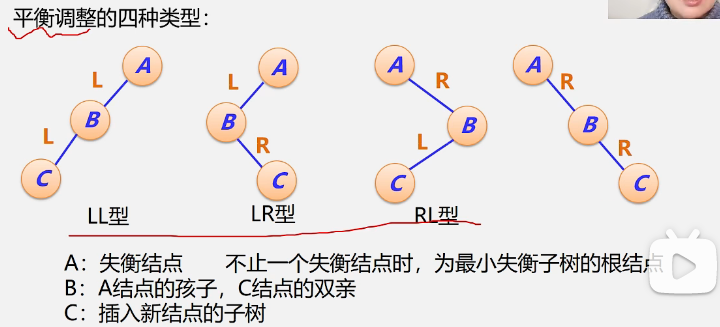 平衡调整的四种类型：
A A A A
L L R R
B B B B
L R L R
C C C C
LL型 LR型 RL型
A：失衡结点 不止一个失衡结点时，为最小失衡子树的根结点
B：A结点的孩子，C结点的双亲
C：插入新结点的子树